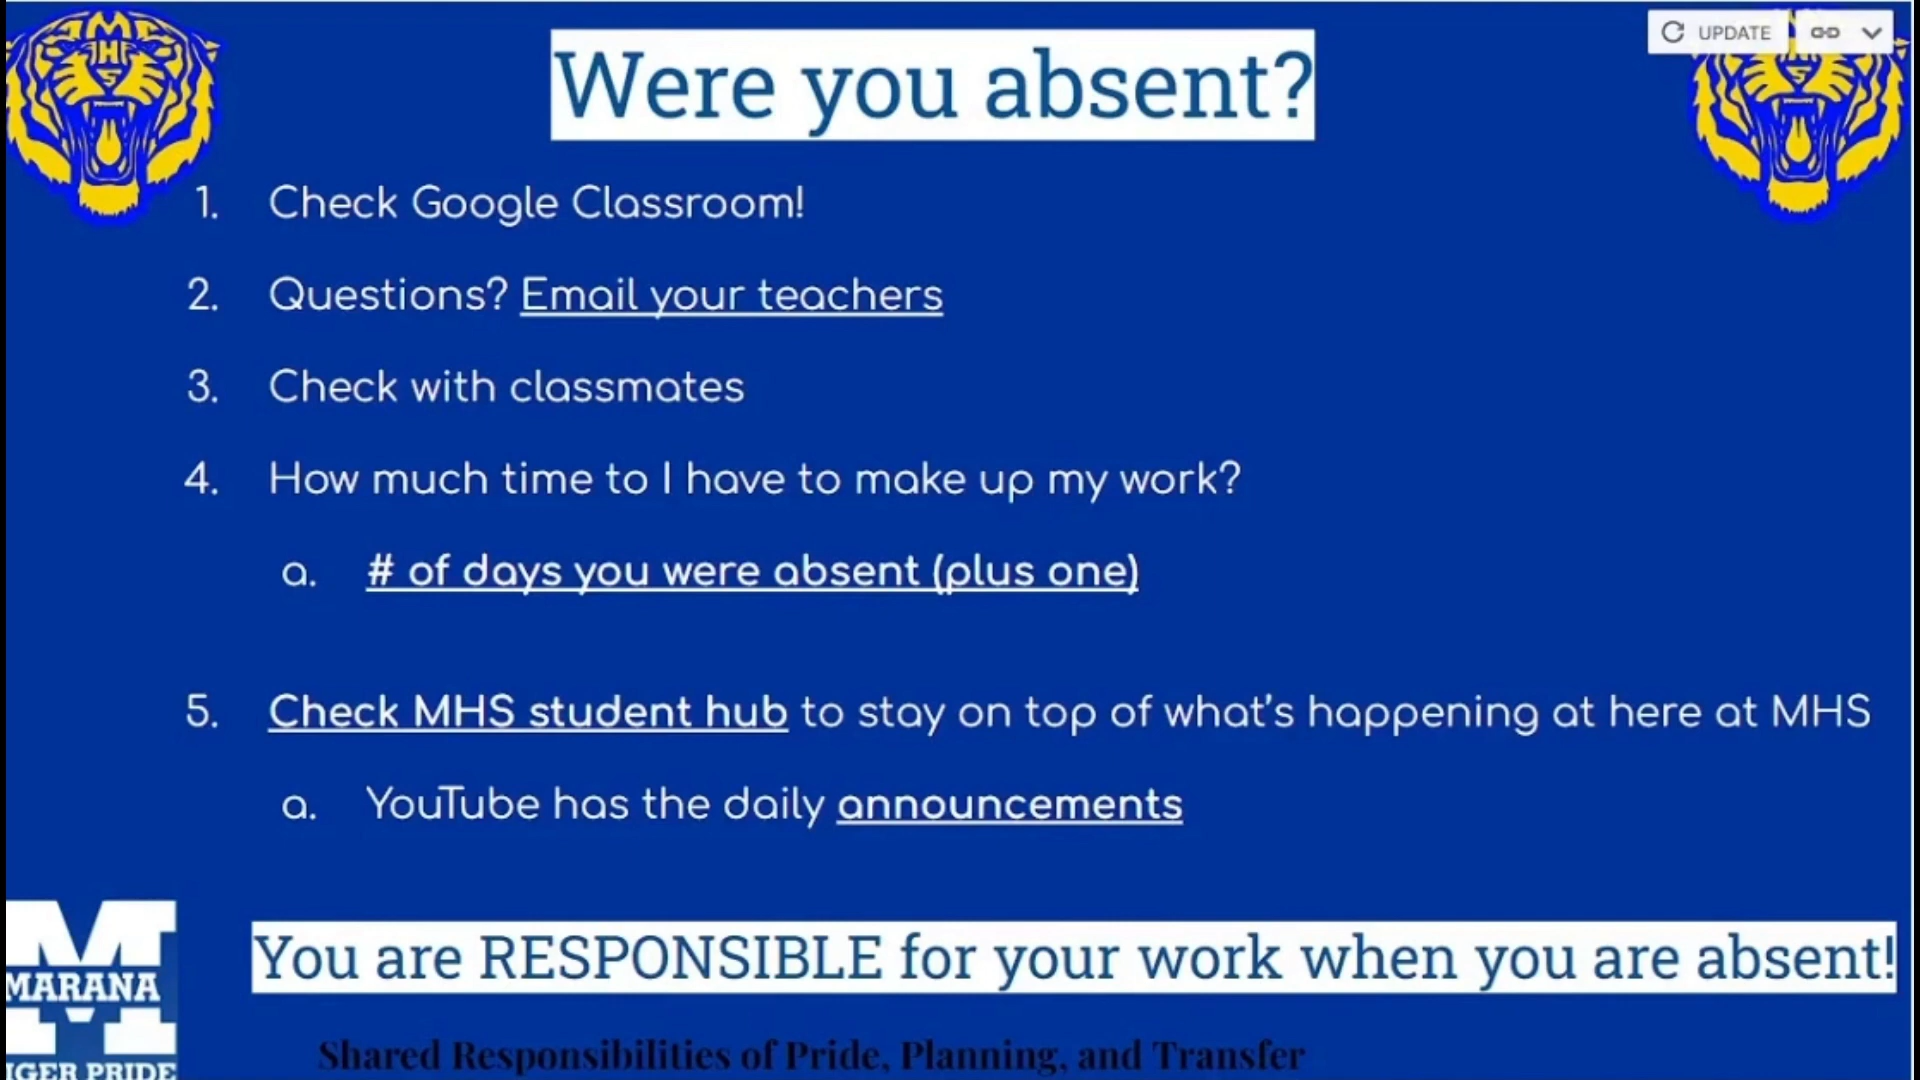 Were you absent?
UPDATE
1. Check Google Classroom!
2. Questions? Email your teachers
3. Check with classmates
4. How much time to I have to make up my work?
a. # of days you were absent (plus one)
5. Check MHS student hub to stay on top of what's happening at here at MHS
a. YouTube has the daily announcements
You are RESPONSIBLE for your work when you are absent!
MARANA
IGER PRIDE
Shared Responsibilities of Pride, Planning, and Transfer